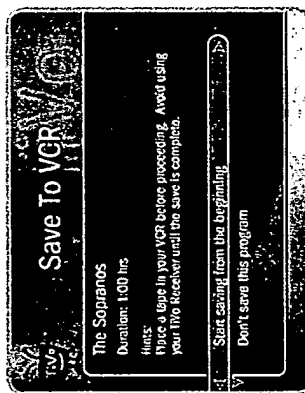 Save To VCR
The Sopranos
Duration: 1:00 hrs
Hints:
Place a tape in your VCR before proceeding. Avoid using
your TiVo Receiver until the save is complete.
Start saving from the beginning
Don't save this program